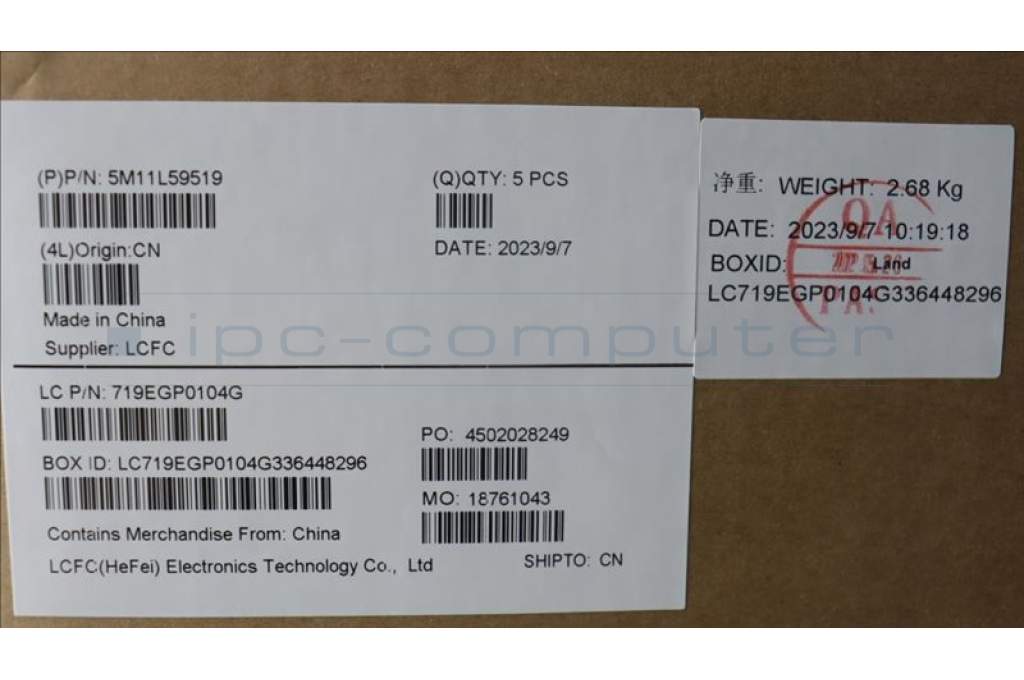 (P)P/N: 5M11L59519
(Q)QTY: 5 PCS
(4L)Origin:CN
DATE: 2023/9/7
Made in China
Supplier: LCFC
LC P/N: 719EGP0104G
PO: 4502028249
BOX ID: LC719EGP0104G336448296
MO: 18761043
Contains Merchandise From: China
LCFC(HeFei) Electronics Technology Co., Ltd
SHIPTO: CN
净重: WEIGHT: 2.68 Kg
DATE: 2023/9/7 10:19:18
BOXID: Land
LC719EGP0104G336448296
QA
ipc-computer